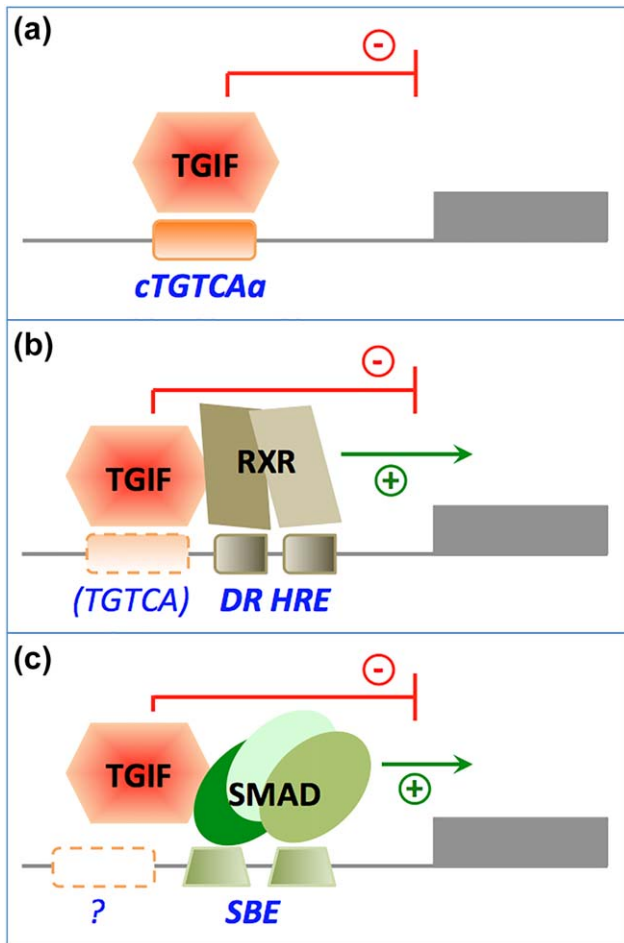 (a)
-
TGIF
cTGTCAa
(b)
-
TGIF
RXR
+
(TGTCA)
DR HRE
(c)
-
TGIF
SMAD
+
?
SBE